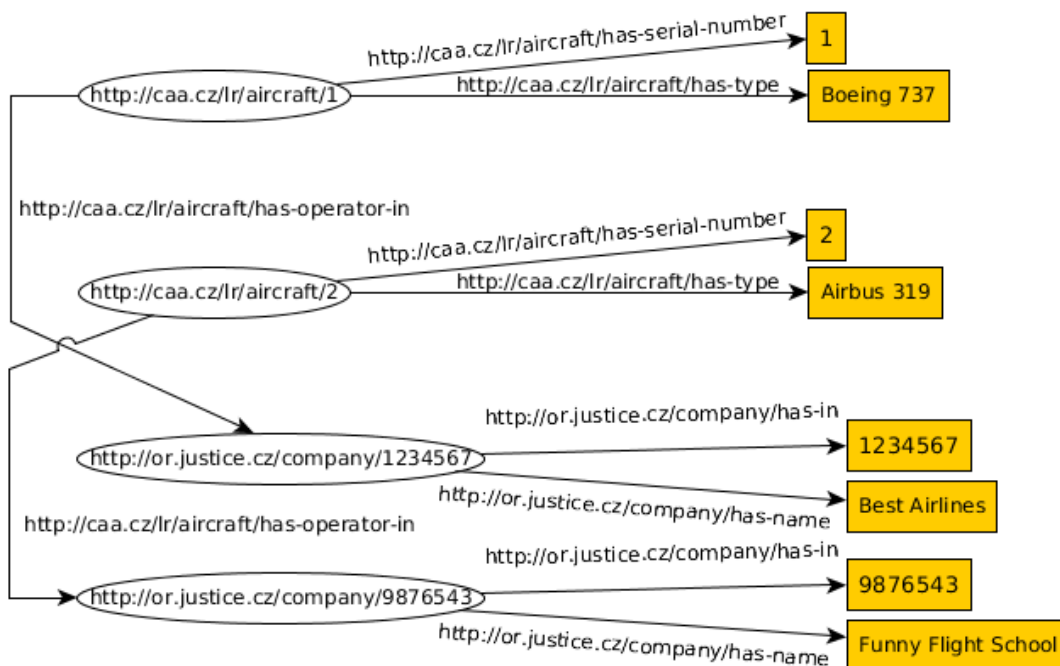 http://caa.cz/lr/aircraft/has-serial-number
1
http://caa.cz/lr/aircraft/1
http://caa.cz/lr/aircraft/has-type
Boeing 737
http://caa.cz/lr/aircraft/has-operator-in
http://caa.cz/lr/aircraft/has-serial-number
2
http://caa.cz/lr/aircraft/2
http://caa.cz/lr/aircraft/has-type
Airbus 319
http://or.justice.cz/company/has-in
1234567
http://or.justice.cz/company/1234567
http://or.justice.cz/company/has-name
Best Airlines
http://caa.cz/lr/aircraft/has-operator-in
http://or.justice.cz/company/has-in
9876543
http://or.justice.cz/company/9876543
http://or.justice.cz/company/has-name
Funny Flight School